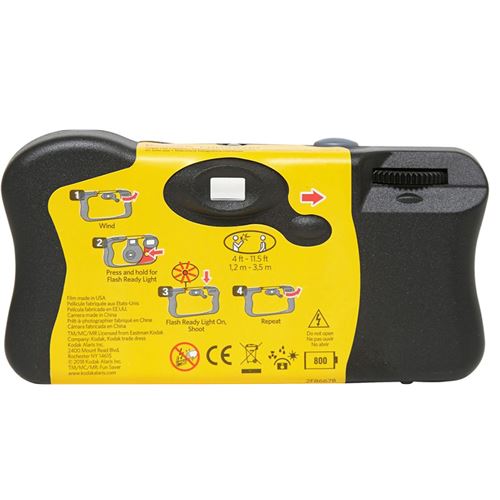 1
Wind
2
Press and hold for
Flash Ready Light
4 ft - 11.5 ft
1,2 m - 3,5 m
3
Flash Ready Light On,
Shoot
4
Repeat
Film made in USA
Película fabricada aux États-Unis
Película fabricada en EE.UU.
Camera made in China
Prêt-à-photographier fabriqué en Chine
Cámara fabricada en China
TM/MC/MR Licensed from Eastman Kodak
Company: Kodak, Kodak trade dress
Kodak Alaris Inc.
2400 Mount Read Blvd.
Rochester NY 14615
© 2018 Kodak Alaris Inc.
TM/MC/MR: Fun Saver
www.kodakalaris.com
CE
Do not open
Ne pas ouvrir
No abrir
800